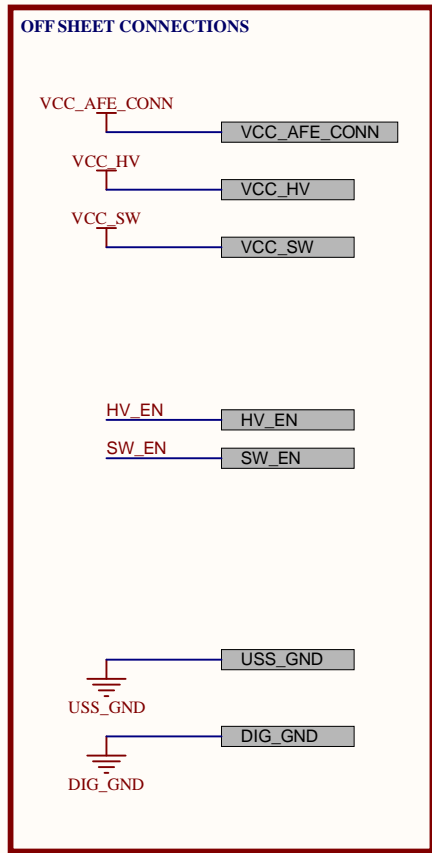 OFF SHEET CONNECTIONS
VCC_AFE_CONN
VCC_AFE_CONN
VCC_HV
VCC_HV
VCC_SW
VCC_SW
HV_EN
HV_EN
SW_EN
SW_EN
USS_GND
USS_GND
DIG_GND
DIG_GND